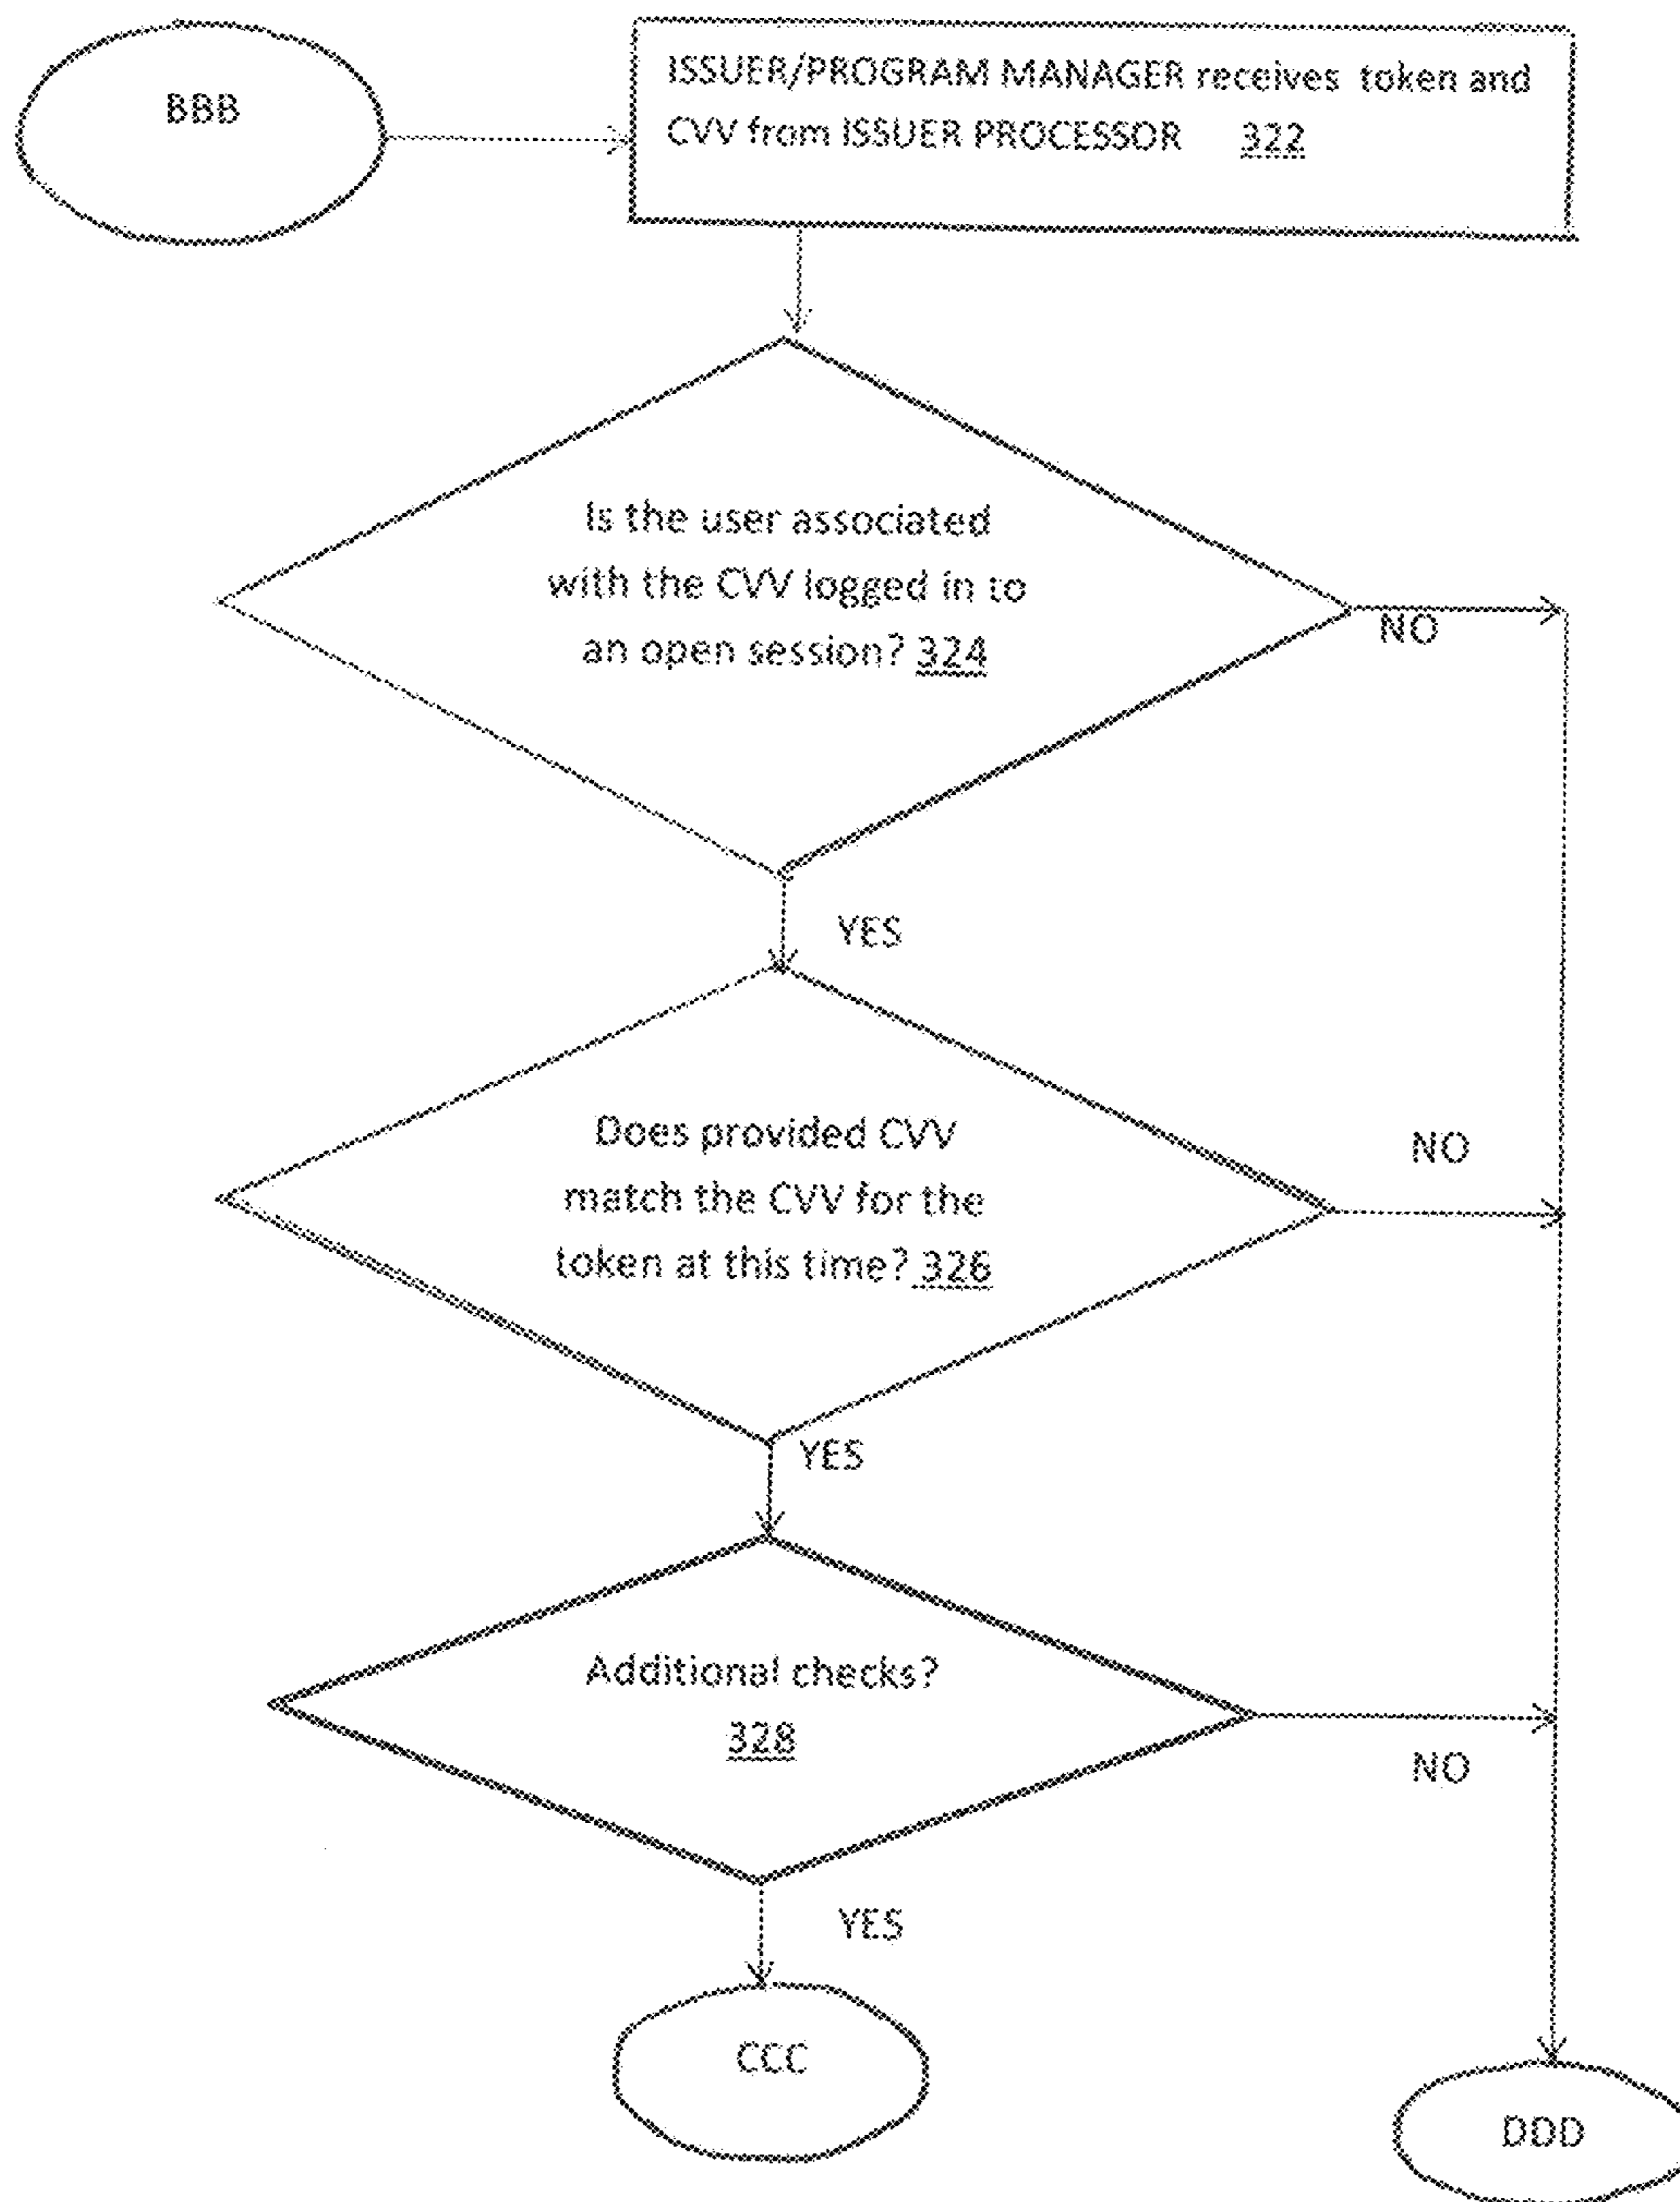 BBB
ISSUER/PROGRAM MANAGER receives token and
CVV from ISSUER PROCESSOR 322
Is the user associated
with the CVV logged in to
an open session? 324
NO
YES
Does provided CVV
match the CVV for the
token at this time? 326
NO
YES
Additional checks?
328
NO
YES
CCC
DDD